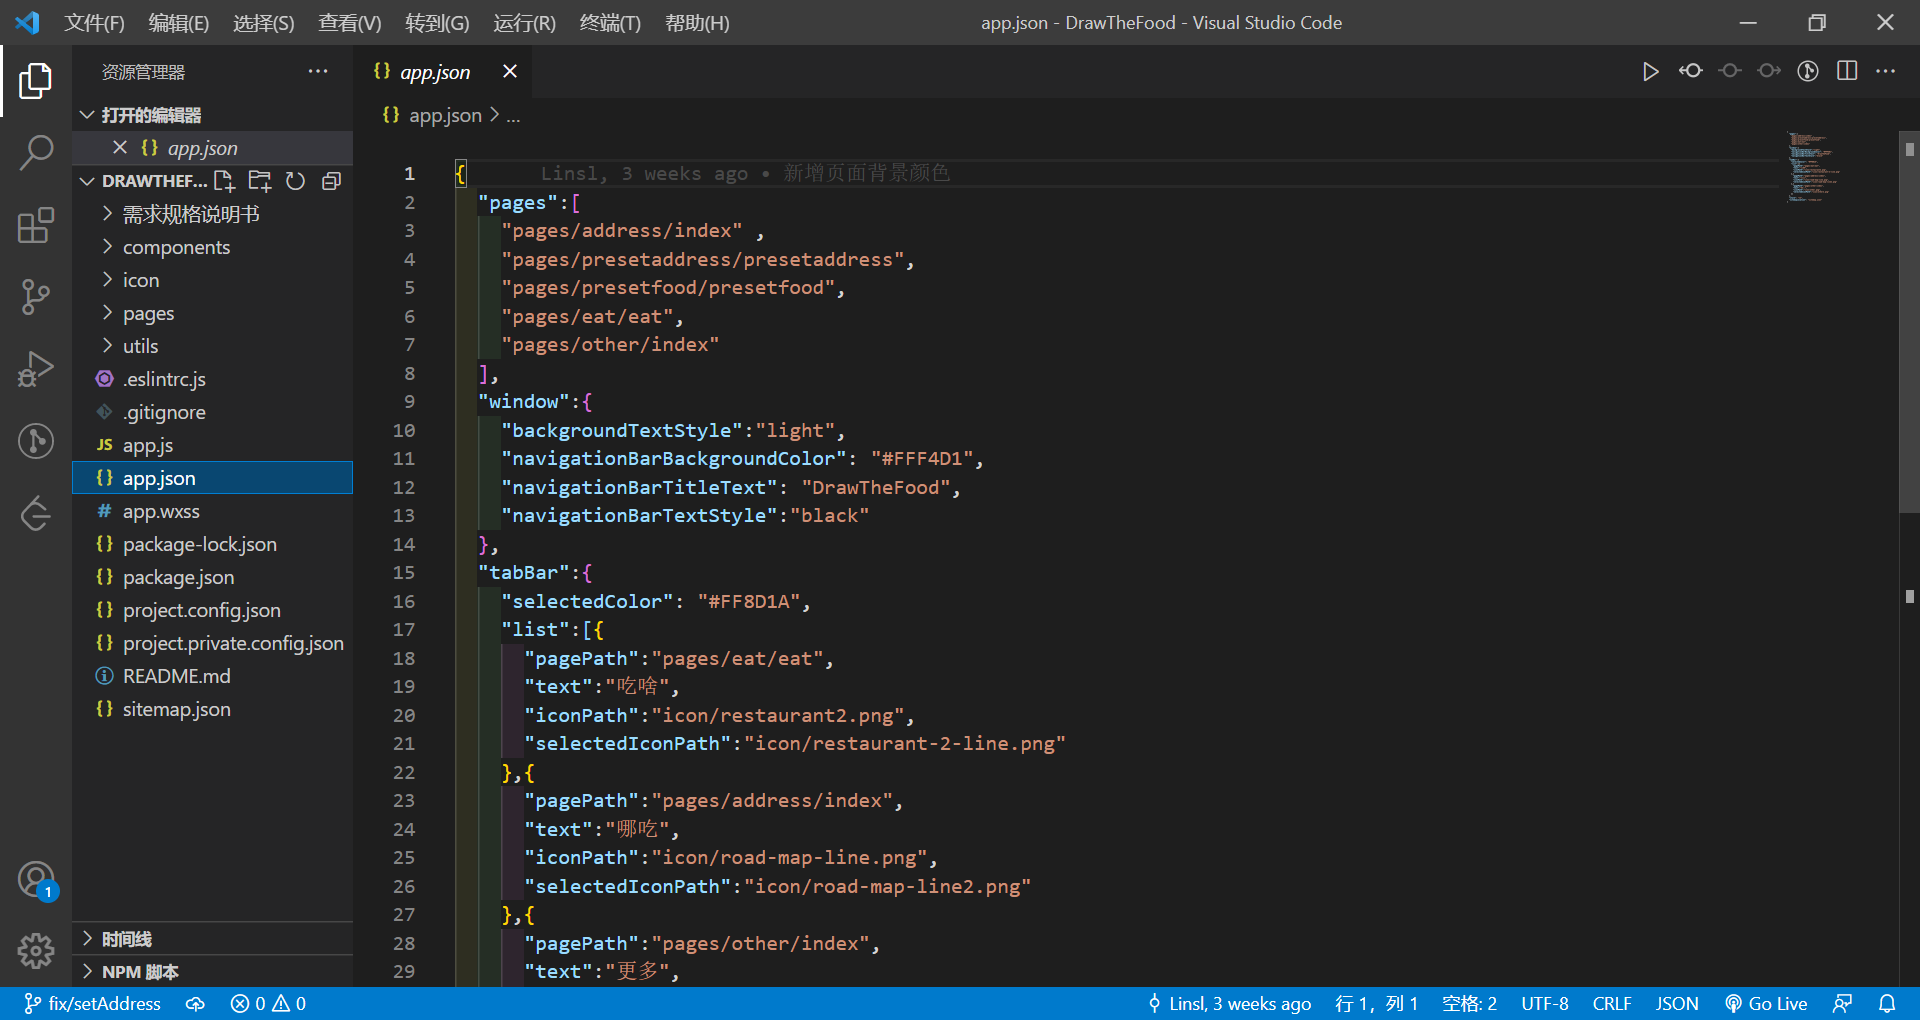 文件(F) 编辑(E) 选择(S) 查看(V) 转到(G) 运行(R) 终端(T) 帮助(H) app.json - DrawTheFood - Visual Studio Code
资源管理器
打开的编辑器
app.json
DRAWTHEF...
需求规格说明书
components
icon
pages
utils
.eslintrc.js
.gitignore
JS app.js
{} app.json
# app.wxss
{} package-lock.json
{} package.json
{} project.config.json
{} project.private.config.json
README.md
{} sitemap.json
时间线
NPM 脚本
{} app.json
{} app.json > ...
1 { Linsl, 3 weeks ago • 新增页面背景颜色
2 "pages":[
3 "pages/address/index" ,
4 "pages/presetaddress/presetaddress",
5 "pages/presetfood/presetfood",
6 "pages/eat/eat",
7 "pages/other/index"
8 ],
9 "window":{
10 "backgroundTextStyle":"light",
11 "navigationBarBackgroundColor": "#FFF4D1",
12 "navigationBarTitleText": "DrawTheFood",
13 "navigationBarTextStyle":"black"
14 },
15 "tabBar":{
16 "selectedColor": "#FF8D1A",
17 "list":[{
18 "pagePath":"pages/eat/eat",
19 "text":"吃啥",
20 "iconPath":"icon/restaurant2.png",
21 "selectedIconPath":"icon/restaurant-2-line.png"
22 },{
23 "pagePath":"pages/address/index",
24 "text":"哪吃",
25 "iconPath":"icon/road-map-line.png",
26 "selectedIconPath":"icon/road-map-line2.png"
27 },{
28 "pagePath":"pages/other/index",
29 "text":"更多",
1
fix/setAddress 0 0 Linsl, 3 weeks ago 行 1, 列 1 空格: 2 UTF-8 CRLF JSON Go Live